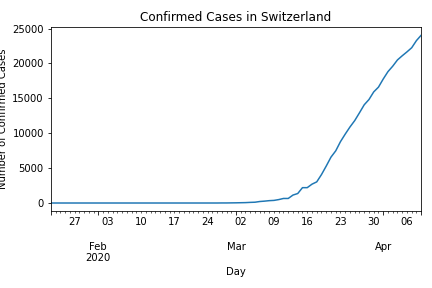 Confirmed Cases in Switzerland
Number of Confirmed Cases
25000
20000
15000
10000
5000
0
27 03 10 17 24 02 09 16 23 30 06
Feb Mar Apr
2020
Day